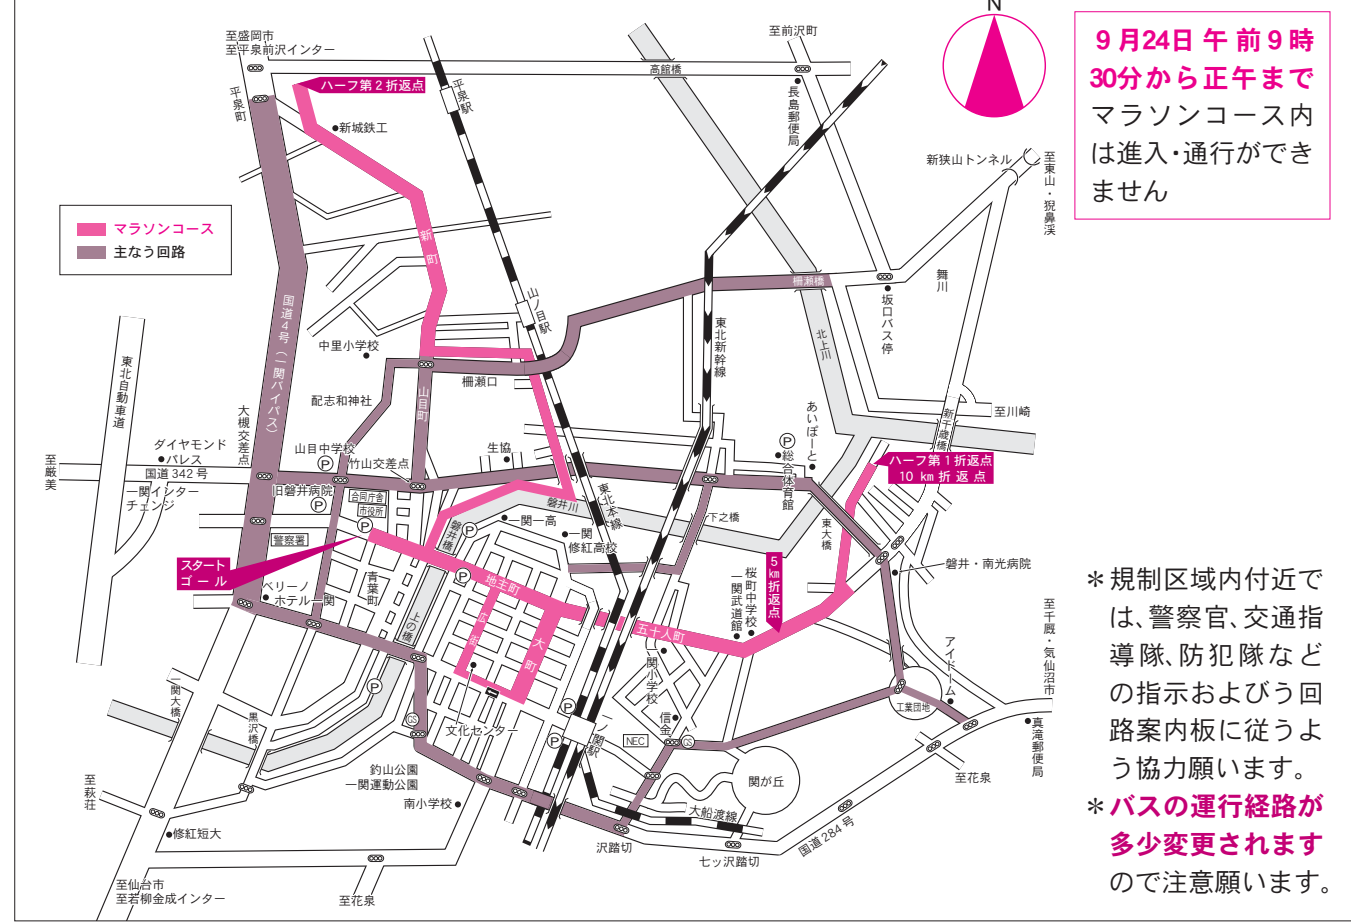 N
9月24日午前9時
30分から正午まで
マラソンコース内
は進入・通行ができ
ません
至盛岡市
至平泉前沢インター
平泉町
ハーフ第2折返点
新城鉄工
平泉駅
高館橋
至前沢町
長島郵便局
新狭山トンネル
至東山・猊鼻渓
マラソンコース
主なう回路
新町
国道4号(一関バイパス)
山ノ目駅
東北新幹線
柵瀬橋
北上川
坂口バス停
舞川
東北自動車道
中里小学校
柵瀬口
配志和神社
山目町
大槻交差点
あいぽーと
新千歳橋
至川崎
ダイヤモンド
パレス
山目中学校
P
竹山交差点
生協
P
総合体育館
ハーフ第1折返点
10km折返点
至厳美
国道342号
一関インター
チェンジ
旧磐井病院
P
合同庁舎
市役所
P
磐井川
東北本線
下之橋
東大橋
警察署
磐井橋
P
一関一高
一関
修紅高校
スタート
ゴール
ベリーノ
ホテル一関
青葉町
上の橋
P
地主町
広街
大町
五十人町
5km折返点
桜町中学校
一関武道館
磐井・南光病院
至千厩・気仙沼市
アイドーム
工業団地
真滝郵便局
一関大橋
黒沢橋
P
GS
文化センター
P
P
一関駅
一関小学校
信金
NEC
GS
関が丘
至花泉
釣山公園
一関運動公園
南小学校
大船渡線
国道284号
至萩荘
修紅短大
沢踏切
七ッ沢踏切
至仙台市
至若柳金成インター
至花泉
＊規制区域内付近で
は、警察官、交通指
導隊、防犯隊など
の指示およびう回
路案内板に従うよ
う協力願います。
＊バスの運行経路が
多少変更されます
ので注意願います。